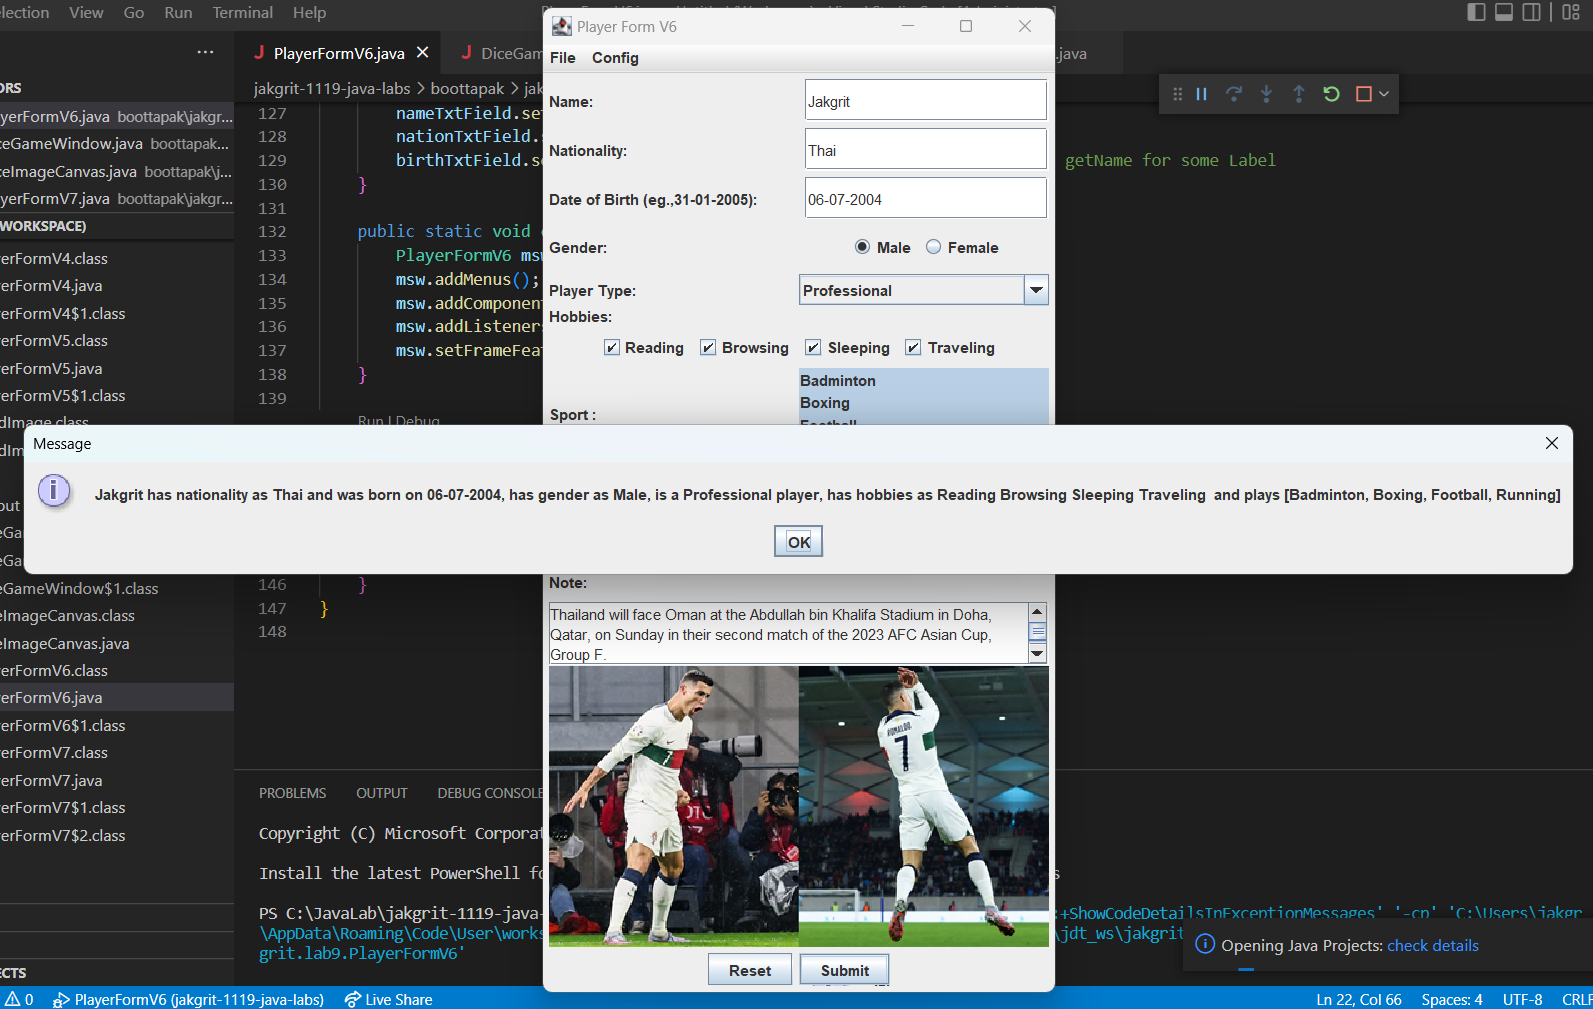 election View Go Run Terminal Help
PlayerFormV6.java
DiceGam
.java
jakgrit-1119-java-labs > boottapak > jak
ORS
yerFormV6.java boottapak\jakgr...
ceGameWindow.java boottapak...
ceImageCanvas.java boottapak\j...
yerFormV7.java boottapak\jakgr...
WORKSPACE)
erFormV4.class
erFormV4.java
erFormV4$1.class
erFormV5.class
erFormV5.java
erFormV5$1.class
dImage.class
dIm
put
eGa
eGa
eGameWindow$1.class
eImageCanvas.class
eImageCanvas.java
erFormV6.class
erFormV6.java
erFormV6$1.class
erFormV7.class
erFormV7.java
erFormV7$1.class
erFormV7$2.class
ECTS
127 nameTxtField.set
128 nationTxtField.s
129 birthTxtField.se
getName for some Label
130 }
131
132 public static void c
133 PlayerFormV6 msw
134 msw.addMenus();
135 msw.addComponent
136 msw.addListeners
137 msw.setFrameFeat
138 }
139
Run | Debug
146 }
147 }
148
Player Form V6
File Config
Name: Jakgrit
Nationality: Thai
Date of Birth (eg.,31-01-2005): 06-07-2004
Gender: Male Female
Player Type: Professional
Hobbies:
Reading Browsing Sleeping Traveling
Badminton
Boxing
Sport :
Football
Message
Jakgrit has nationality as Thai and was born on 06-07-2004, has gender as Male, is a Professional player, has hobbies as Reading Browsing Sleeping Traveling and plays [Badminton, Boxing, Football, Running]
OK
Note:
Thailand will face Oman at the Abdullah bin Khalifa Stadium in Doha,
Qatar, on Sunday in their second match of the 2023 AFC Asian Cup,
Group F.
7
RONALDO
7
Reset Submit
PROBLEMS OUTPUT DEBUG CONSOLE
Copyright (C) Microsoft Corporat
Install the latest PowerShell fo
s
PS C:\JavaLab\jakgrit-1119-java-
:+ShowCodeDetailsInExceptionMessages' '-cp' 'C:\Users\jakgr
\AppData\Roaming\Code\User\works
\jdt_ws\jakgrit
grit.lab9.PlayerFormV6'
Opening Java Projects: check details
0 PlayerFormV6 (jakgrit-1119-java-labs) Live Share
Ln 22, Col 66 Spaces: 4 UTF-8 CRLF